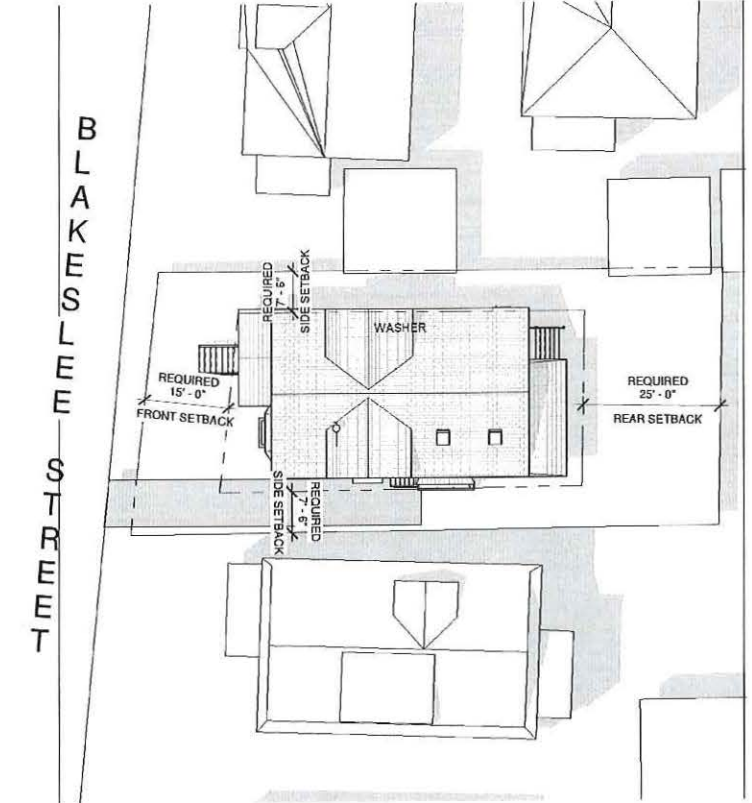 BLAKESLEE STREET
REQUIRED
7' - 6"
SIDE SETBACK
WASHER
REQUIRED
15' - 0"
FRONT SETBACK
REQUIRED
25' - 0"
REAR SETBACK
REQUIRED
7' - 6"
SIDE SETBACK